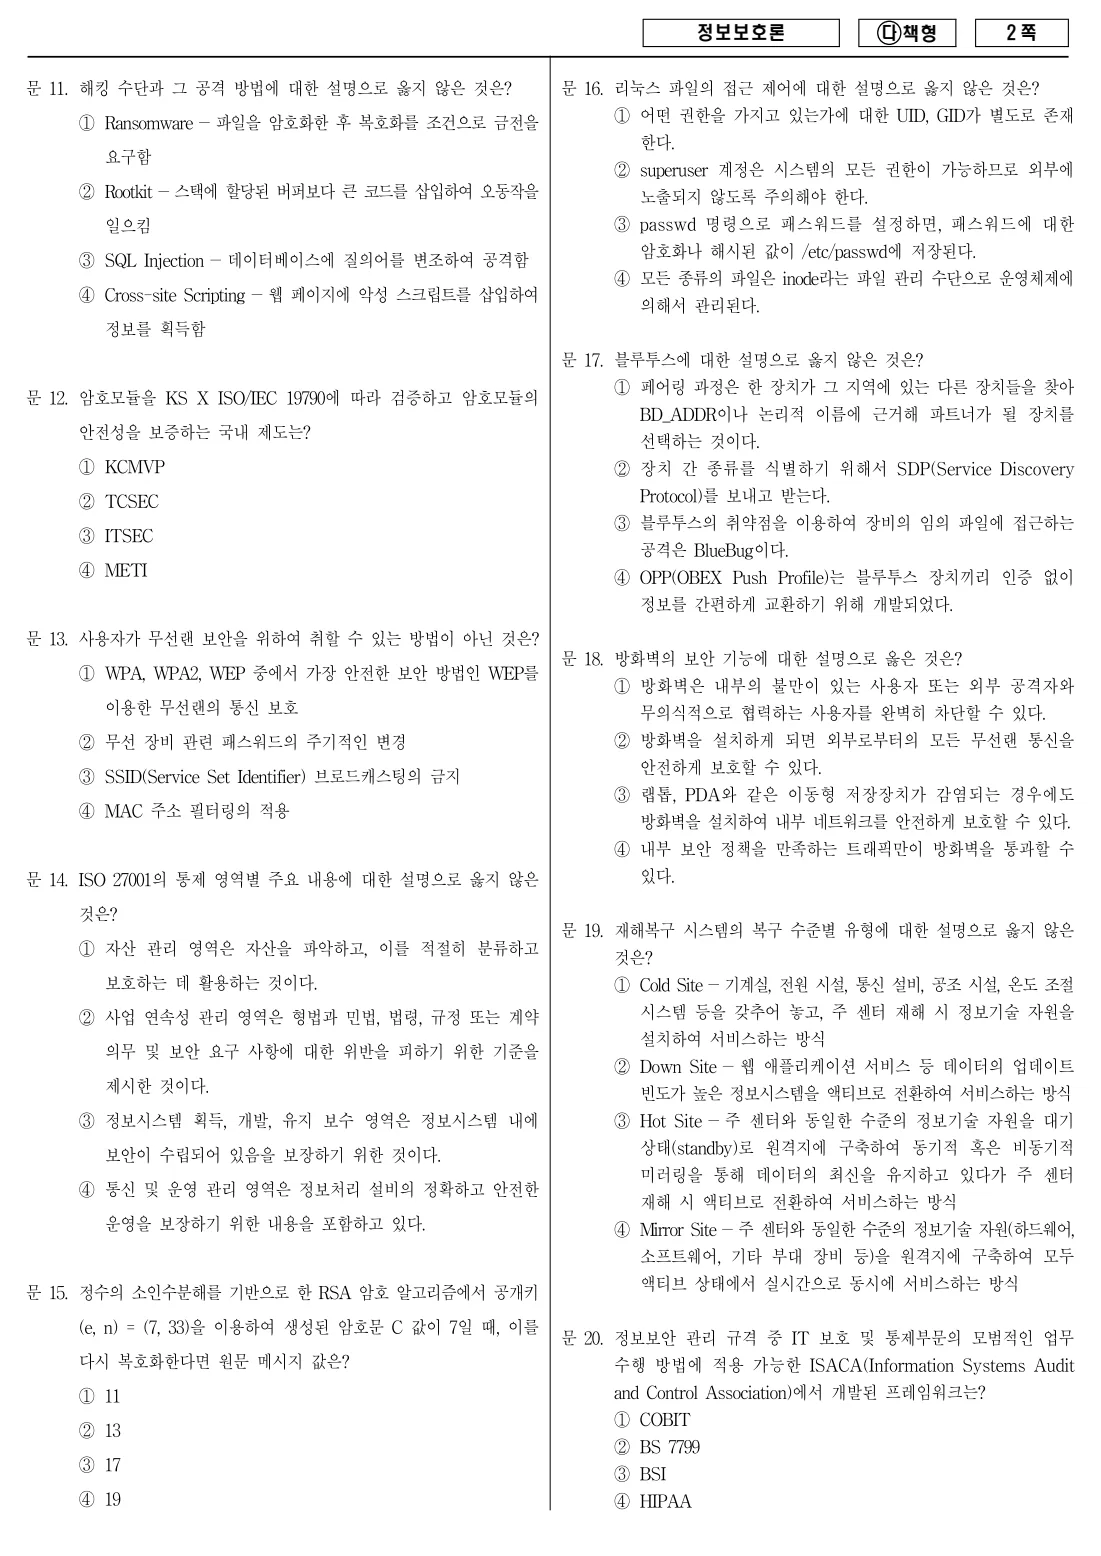 정보보호론
㉰책형
2쪽
문 11. 해킹 수단과 그 공격 방법에 대한 설명으로 옳지 않은 것은?
① Ransomware – 파일을 암호화한 후 복호화를 조건으로 금전을
요구함
② Rootkit – 스택에 할당된 버퍼보다 큰 코드를 삽입하여 오동작을
일으킴
③ SQL Injection – 데이터베이스에 질의어를 변조하여 공격함
④ Cross-site Scripting – 웹 페이지에 악성 스크립트를 삽입하여
정보를 획득함
문 12. 암호모듈을 KS X ISO/IEC 19790에 따라 검증하고 암호모듈의
안전성을 보증하는 국내 제도는?
① KCMVP
② TCSEC
③ ITSEC
④ METI
문 13. 사용자가 무선랜 보안을 위하여 취할 수 있는 방법이 아닌 것은?
① WPA, WPA2, WEP 중에서 가장 안전한 보안 방법인 WEP를
이용한 무선랜의 통신 보호
② 무선 장비 관련 패스워드의 주기적인 변경
③ SSID(Service Set Identifier) 브로드캐스팅의 금지
④ MAC 주소 필터링의 적용
문 14. ISO 27001의 통제 영역별 주요 내용에 대한 설명으로 옳지 않은
것은?
① 자산 관리 영역은 자산을 파악하고, 이를 적절히 분류하고
보호하는 데 활용하는 것이다.
② 사업 연속성 관리 영역은 형법과 민법, 법령, 규정 또는 계약
의무 및 보안 요구 사항에 대한 위반을 피하기 위한 기준을
제시한 것이다.
③ 정보시스템 획득, 개발, 유지 보수 영역은 정보시스템 내에
보안이 수립되어 있음을 보장하기 위한 것이다.
④ 통신 및 운영 관리 영역은 정보처리 설비의 정확하고 안전한
운영을 보장하기 위한 내용을 포함하고 있다.
문 15. 정수의 소인수분해를 기반으로 한 RSA 암호 알고리즘에서 공개키
(e, n) = (7, 33)을 이용하여 생성된 암호문 C 값이 7일 때, 이를
다시 복호화한다면 원문 메시지 값은?
① 11
② 13
③ 17
④ 19
문 16. 리눅스 파일의 접근 제어에 대한 설명으로 옳지 않은 것은?
① 어떤 권한을 가지고 있는가에 대한 UID, GID가 별도로 존재
한다.
② superuser 계정은 시스템의 모든 권한이 가능하므로 외부에
노출되지 않도록 주의해야 한다.
③ passwd 명령으로 패스워드를 설정하면, 패스워드에 대한
암호화나 해시된 값이 /etc/passwd에 저장된다.
④ 모든 종류의 파일은 inode라는 파일 관리 수단으로 운영체제에
의해서 관리된다.
문 17. 블루투스에 대한 설명으로 옳지 않은 것은?
① 페어링 과정은 한 장치가 그 지역에 있는 다른 장치들을 찾아
BD_ADDR이나 논리적 이름에 근거해 파트너가 될 장치를
선택하는 것이다.
② 장치 간 종류를 식별하기 위해서 SDP(Service Discovery
Protocol)를 보내고 받는다.
③ 블루투스의 취약점을 이용하여 장비의 임의 파일에 접근하는
공격은 BlueBug이다.
④ OPP(OBEX Push Profile)는 블루투스 장치끼리 인증 없이
정보를 간편하게 교환하기 위해 개발되었다.
문 18. 방화벽의 보안 기능에 대한 설명으로 옳은 것은?
① 방화벽은 내부의 불만이 있는 사용자 또는 외부 공격자와
무의식적으로 협력하는 사용자를 완벽히 차단할 수 있다.
② 방화벽을 설치하게 되면 외부로부터의 모든 무선랜 통신을
안전하게 보호할 수 있다.
③ 랩톱, PDA와 같은 이동형 저장장치가 감염되는 경우에도
방화벽을 설치하여 내부 네트워크를 안전하게 보호할 수 있다.
④ 내부 보안 정책을 만족하는 트래픽만이 방화벽을 통과할 수
있다.
문 19. 재해복구 시스템의 복구 수준별 유형에 대한 설명으로 옳지 않은
것은?
① Cold Site – 기계실, 전원 시설, 통신 설비, 공조 시설, 온도 조절
시스템 등을 갖추어 놓고, 주 센터 재해 시 정보기술 자원을
설치하여 서비스하는 방식
② Down Site – 웹 애플리케이션 서비스 등 데이터의 업데이트
빈도가 높은 정보시스템을 액티브로 전환하여 서비스하는 방식
③ Hot Site – 주 센터와 동일한 수준의 정보기술 자원을 대기
상태(standby)로 원격지에 구축하여 동기적 혹은 비동기적
미러링을 통해 데이터의 최신을 유지하고 있다가 주 센터
재해 시 액티브로 전환하여 서비스하는 방식
④ Mirror Site – 주 센터와 동일한 수준의 정보기술 자원(하드웨어,
소프트웨어, 기타 부대 장비 등)을 원격지에 구축하여 모두
액티브 상태에서 실시간으로 동시에 서비스하는 방식
문 20. 정보보안 관리 규격 중 IT 보호 및 통제부문의 모범적인 업무
수행 방법에 적용 가능한 ISACA(Information Systems Audit
and Control Association)에서 개발된 프레임워크는?
① COBIT
② BS 7799
③ BSI
④ HIPAA